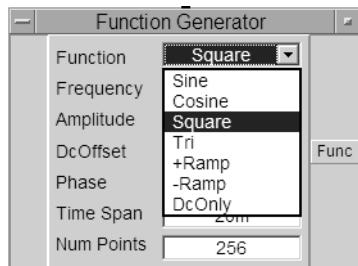 Function Generator
Function Square
Frequency
Amplitude
DcOffset
Phase
Time Span
Num Points 256
Sine
Cosine
Square
Tri
+Ramp
-Ramp
DcOnly
Func